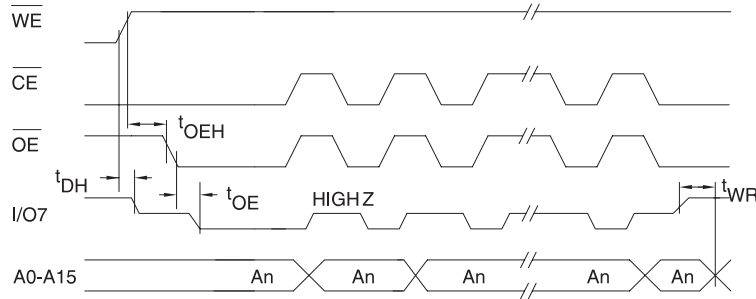 WE
CE
OE
tOEH
tDH
tOE
tWR
I/O7
HIGH Z
A0-A15
An An An An An